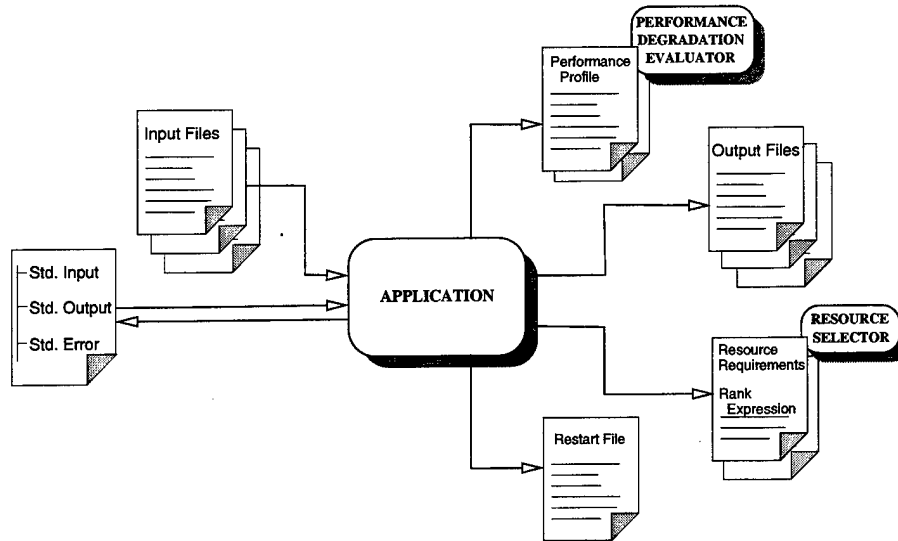 PERFORMANCE
DEGRADATION
EVALUATOR
Performance
Profile
Input Files
Output Files
Std. Input
Std. Output
Std. Error
APPLICATION
RESOURCE
SELECTOR
Resource
Requirements
Rank
Expression
Restart File